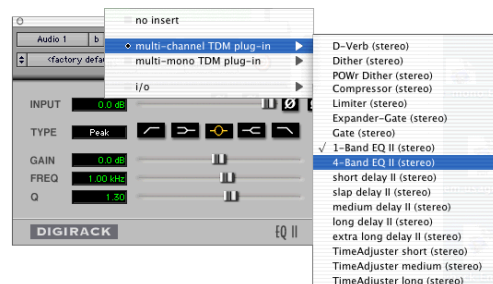 no insert
Audio 1 b
multi-channel TDM plug-in
multi-mono TDM plug-in
<factory defau
i/o
INPUT 0.0 dB Ø Ø
TYPE Peak
GAIN 0.0 dB
FREQ 1.00 kHz
Q 1.30
DIGIRACK EQ II
D-Verb (stereo)
Dither (stereo)
POWr Dither (stereo)
Compressor (stereo)
Limiter (stereo)
Expander-Gate (stereo)
Gate (stereo)
√ 1-Band EQ II (stereo)
4-Band EQ II (stereo)
short delay II (stereo)
slap delay II (stereo)
medium delay II (stereo)
long delay II (stereo)
extra long delay II (stereo)
TimeAdjuster short (stereo)
TimeAdjuster medium (stereo)
TimeAdjuster long (stereo)